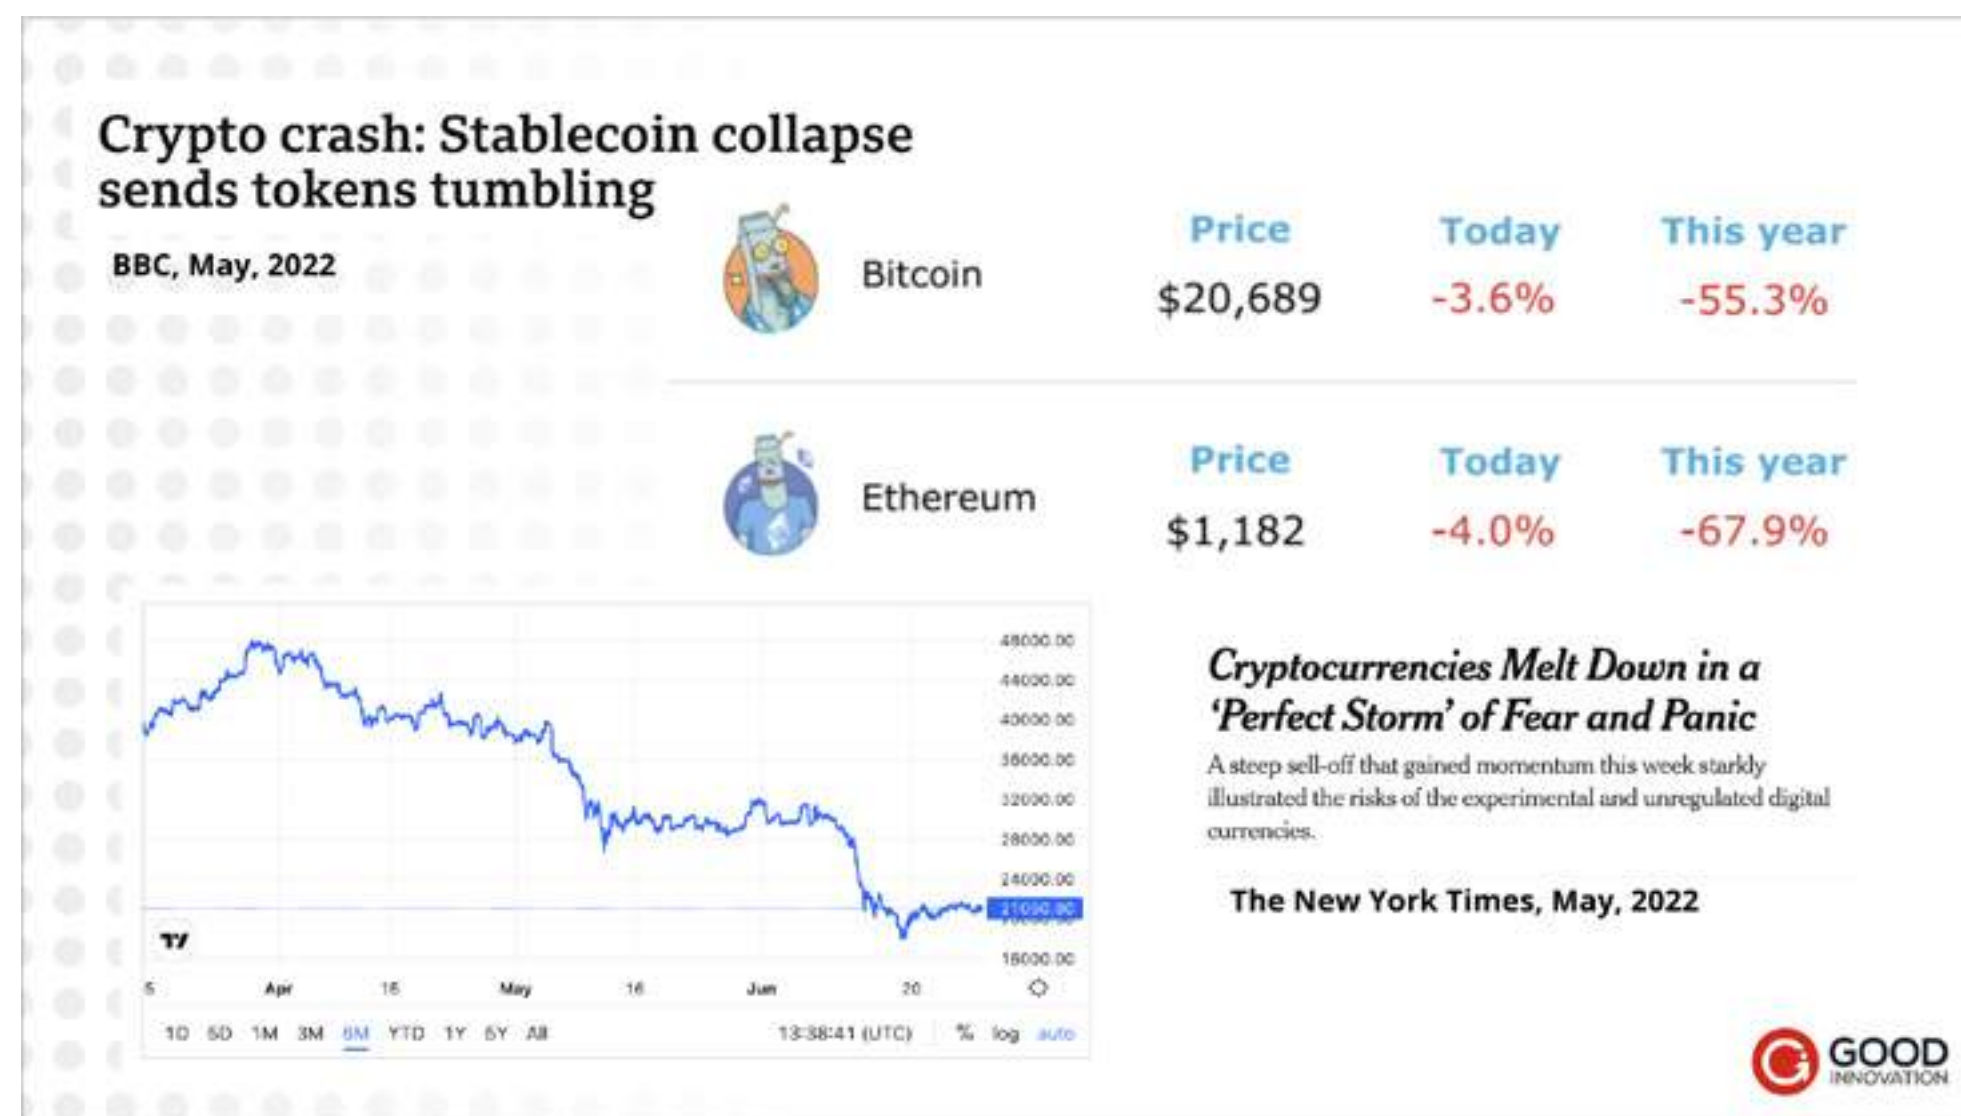 Crypto crash: Stablecoin collapse
sends tokens tumbling
BBC, May, 2022
Price Today This year
Bitcoin
$20,689 -3.6% -55.3%
Price Today This year
Ethereum
$1,182 -4.0% -67.9%
48000.00
44000.00
40000.00
36000.00
32000.00
28000.00
24000.00
16000.00
Apr 16 May 16 Jun 20
1D 5D 1M 3M 6M YTD 1Y 5Y All 13:38:41 (UTC) % log auto
Cryptocurrencies Melt Down in a
‘Perfect Storm’ of Fear and Panic
A steep sell-off that gained momentum this week starkly
illustrated the risks of the experimental and unregulated digital
currencies.
The New York Times, May, 2022
GOOD
INNOVATION